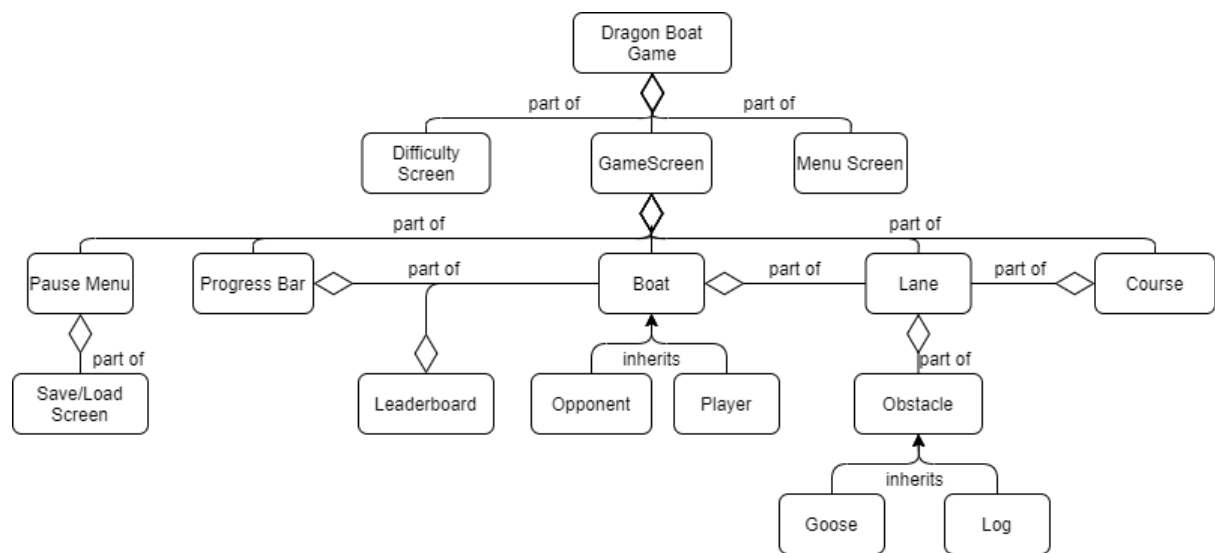 Dragon Boat
Game
part of
part of
Difficulty
Screen
GameScreen
Menu Screen
part of
part of
Pause Menu
Progress Bar
part of
Boat
part of
Lane
part of
Course
part of
inherits
part of
Save/Load
Screen
Leaderboard
Opponent
Player
Obstacle
inherits
Goose
Log